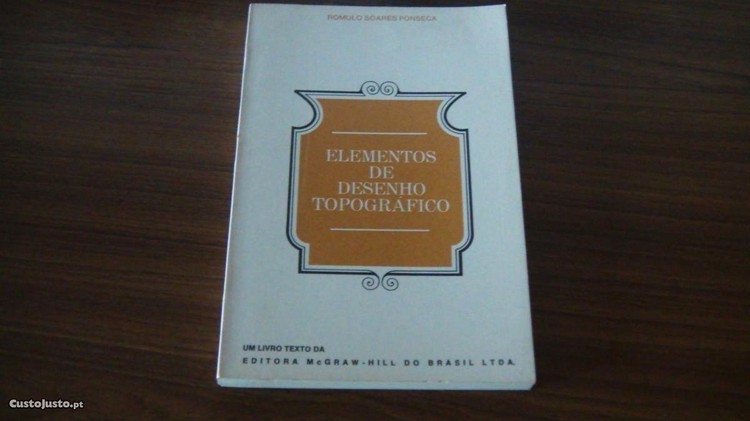 ROMULO SOARES FONSECA
ELEMENTOS
DE
DESENHO
TOPOGRÁFICO
UM LIVRO TEXTO DA
EDITORA McGRAW-HILL DO BRASIL LTDA.
CustoJusto.pt